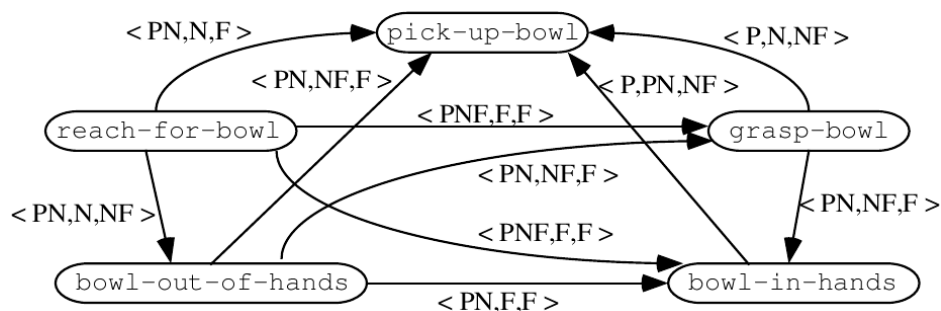 pick-up-bowl
< PN,N,F >
< P,N,NF >
< PN,NF,F >
< P,PN,NF >
< PNF,F,F >
reach-for-bowl
grasp-bowl
< PN,NF,F >
< PN,N,NF >
< PN,NF,F >
< PNF,F,F >
bowl-out-of-hands
bowl-in-hands
< PN,F,F >